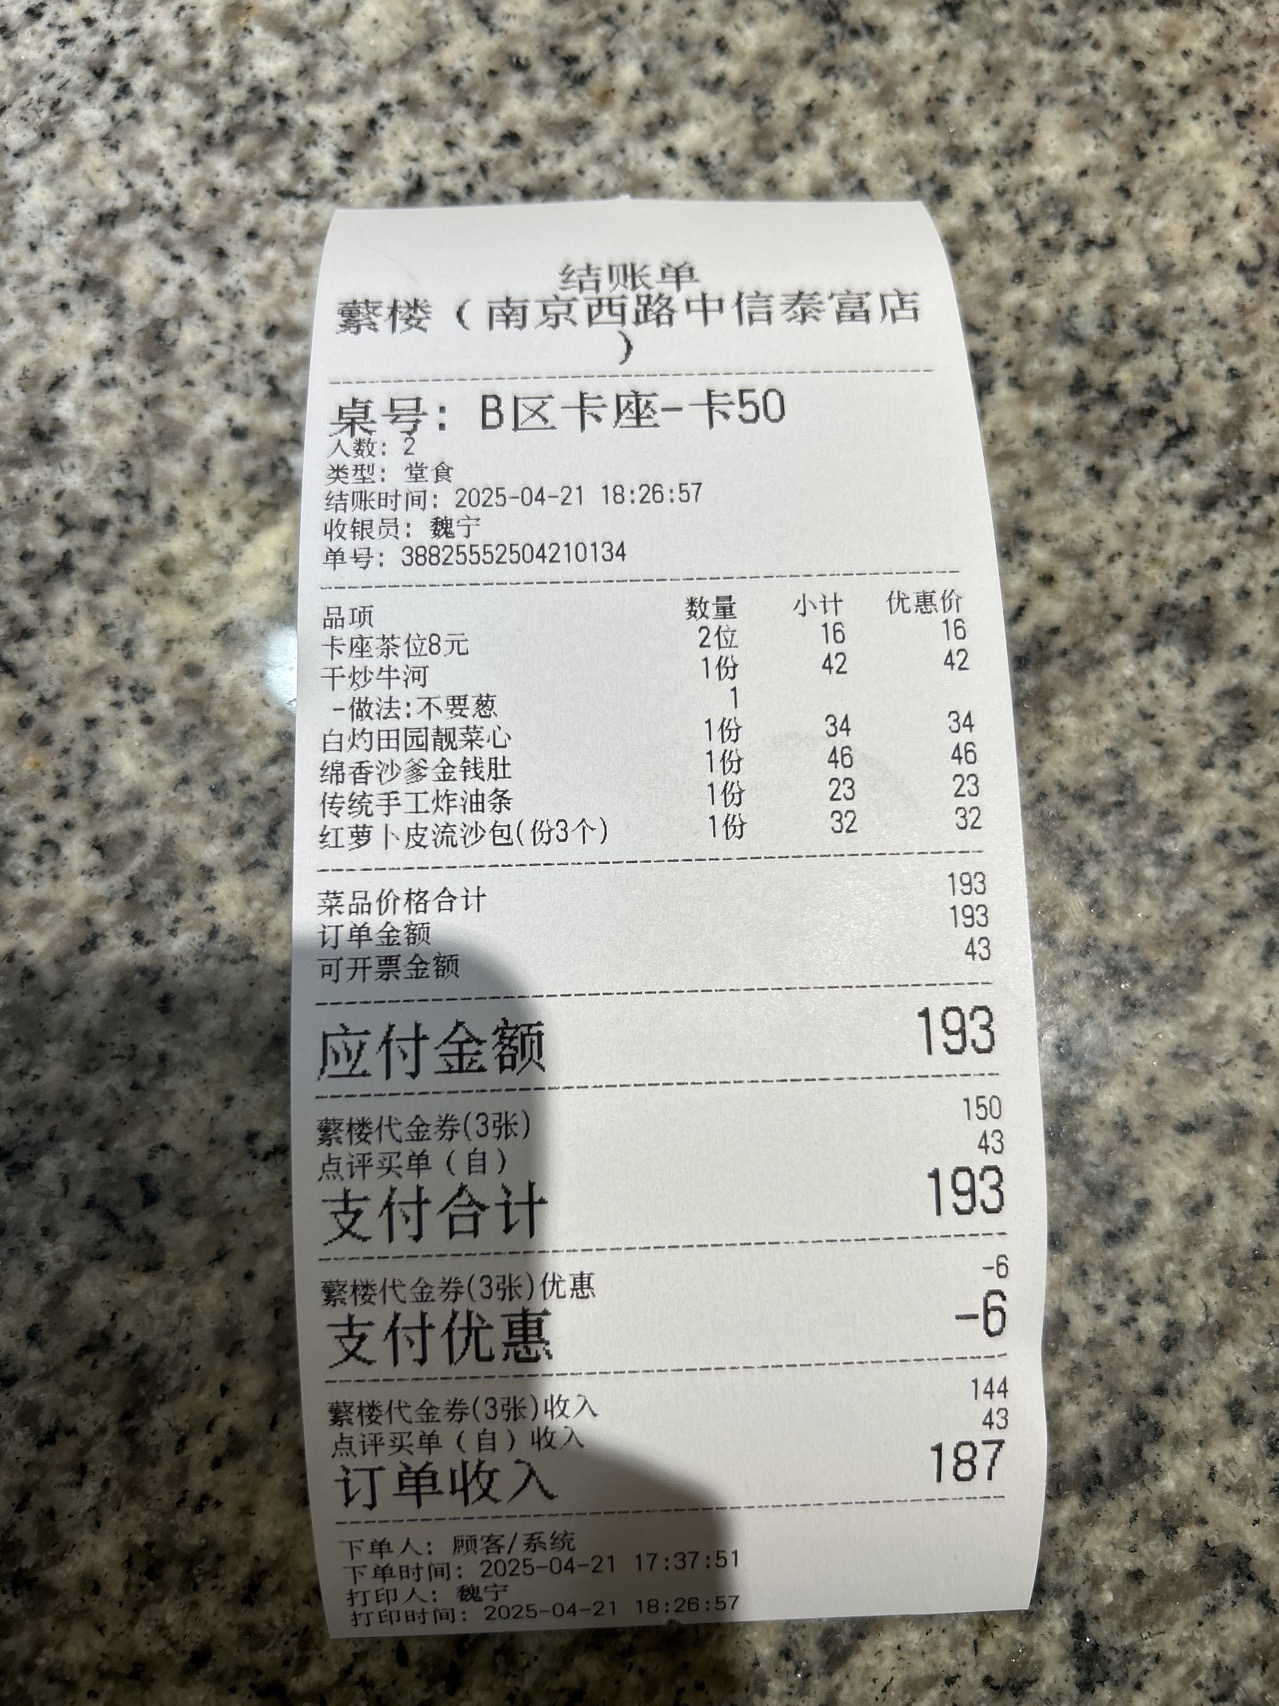 结账单
蘩楼（南京西路中信泰富店
）
桌号: B区卡座-卡50
人数: 2
类型: 堂食
结账时间: 2025-04-21 18:26:57
收银员: 魏宁
单号: 38825552504210134
品项 数量 小计 优惠价
卡座茶位8元 2位 16 16
干炒牛河 1份 42 42
-做法:不要葱 1
白灼田园靓菜心 1份 34 34
绵香沙爹金钱肚 1份 46 46
传统手工炸油条 1份 23 23
红萝卜皮流沙包(份3个) 1份 32 32
菜品价格合计 193
订单金额 193
可开票金额 43
应付金额 193
蘩楼代金券(3张) 150
点评买单（自） 43
支付合计 193
蘩楼代金券(3张)优惠 -6
支付优惠 -6
蘩楼代金券(3张)收入 144
点评买单（自）收入 43
订单收入 187
下单人: 顾客/系统
下单时间: 2025-04-21 17:37:51
打印人: 魏宁
打印时间: 2025-04-21 18:26:57